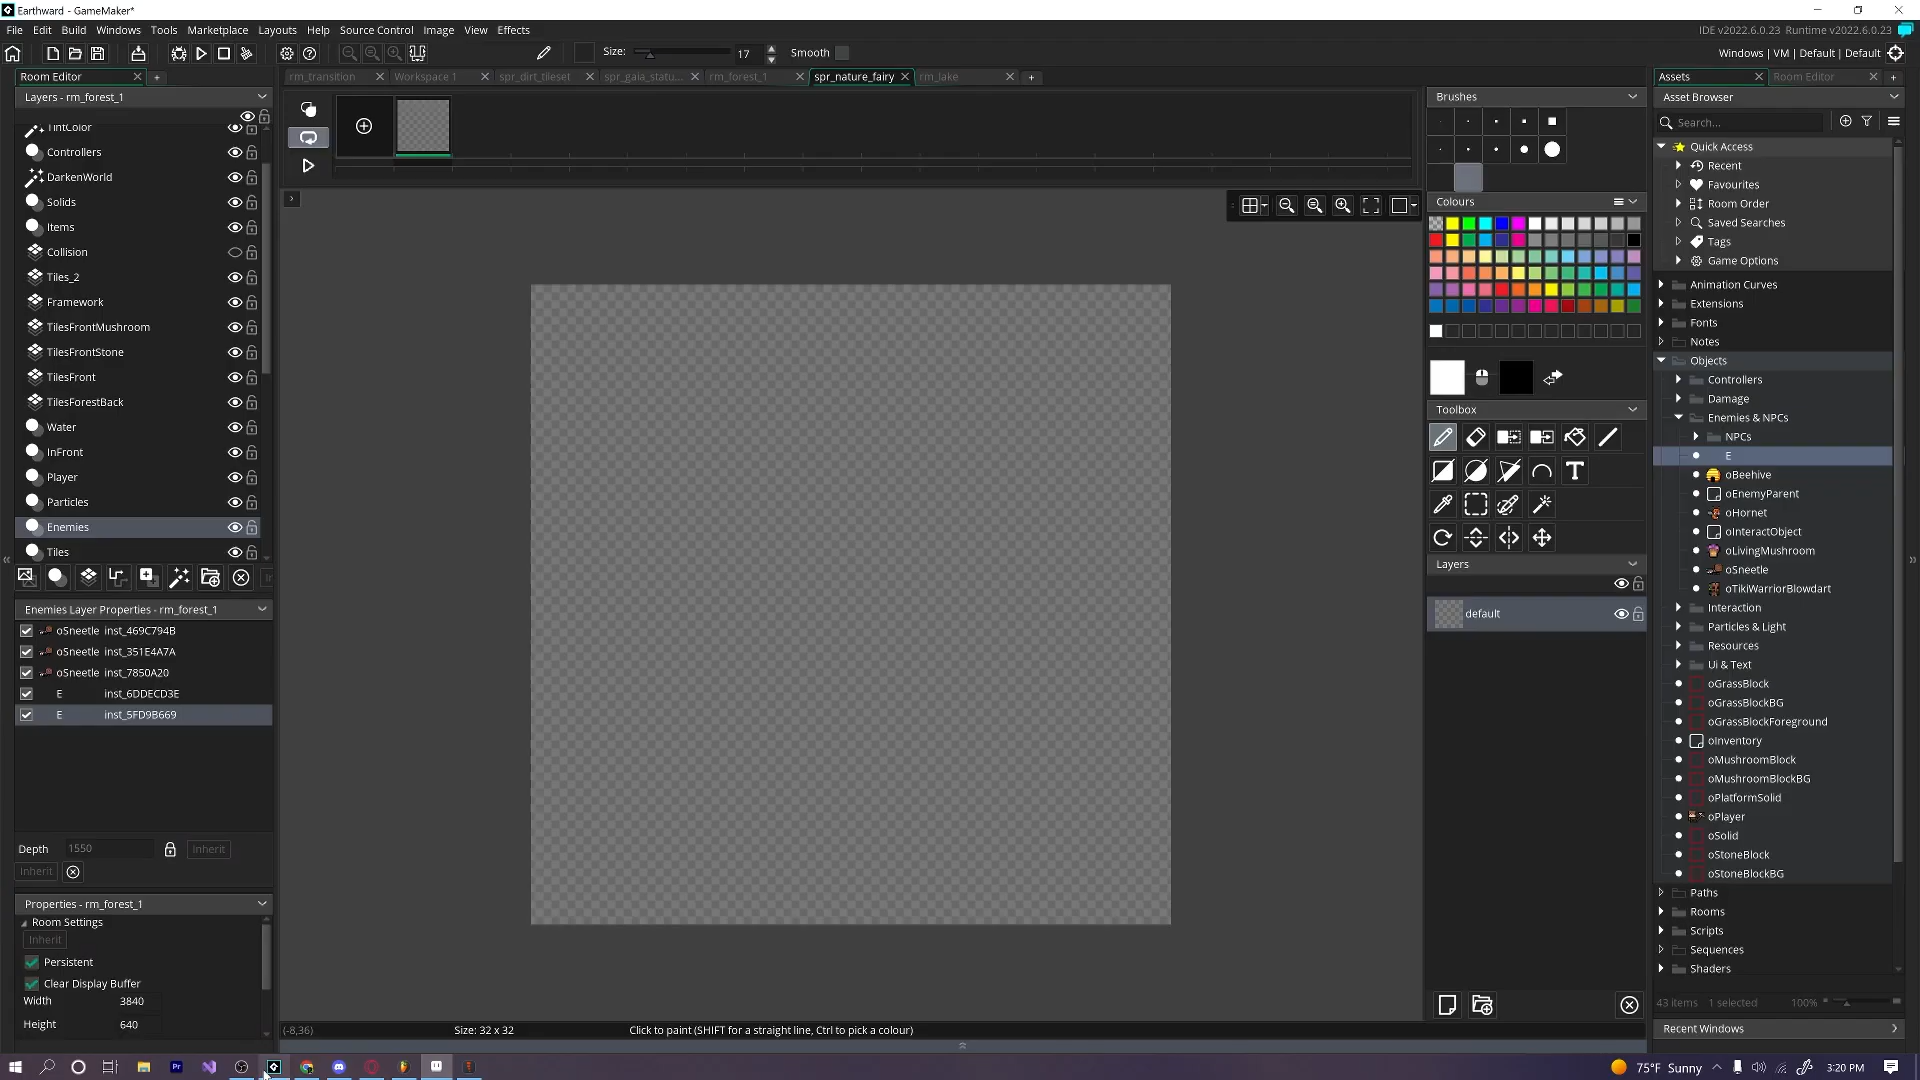 Earthward - GameMaker*
File Edit Build Windows Tools Marketplace Layouts Help Source Control Image View Effects
IDE v2022.6.0.23 Runtime v2022.6.0.23
Size: 17 Smooth
Windows | VM | Default | Default
Room Editor
rm_transition Workspace 1 spr_dirt_tileset spr_gaia_statu... rm_forest_1 spr_nature_fairy rm_lake
Assets Room Editor
Layers - rm_forest_1
TintColor
Controllers
DarkenWorld
Solids
Items
Collision
Tiles_2
Framework
TilesFrontMushroom
TilesFrontStone
TilesFront
TilesForestBack
Water
InFront
Player
Particles
Enemies
Tiles
Enemies Layer Properties - rm_forest_1
oSneetle inst_469C794B
oSneetle inst_351E4A7A
oSneetle inst_7850A20
E inst_6DDECD3E
E inst_5FD9B669
Depth 1550 Inherit
Inherit
Properties - rm_forest_1
Room Settings
Inherit
Persistent
Clear Display Buffer
Width 3840
Height 640
(-8,36) Size: 32 x 32 Click to paint (SHIFT for a straight line, Ctrl to pick a colour)
Brushes
Colours
Toolbox
T
Layers
default
Asset Browser
Search...
Quick Access
Recent
Favourites
Room Order
Saved Searches
Tags
Game Options
Animation Curves
Extensions
Fonts
Notes
Objects
Controllers
Damage
Enemies & NPCs
NPCs
E
oBeehive
oEnemyParent
oHornet
oInteractObject
oLivingMushroom
oSneetle
oTikiWarriorBlowdart
Interaction
Particles & Light
Resources
Ui & Text
oGrassBlock
oGrassBlockBG
oGrassBlockForeground
oInventory
oMushroomBlock
oMushroomBlockBG
oPlatformSolid
oPlayer
oSolid
oStoneBlock
oStoneBlockBG
Paths
Rooms
Scripts
Sequences
Shaders
43 items 1 selected 100%
Recent Windows
Pr
75°F Sunny 3:20 PM